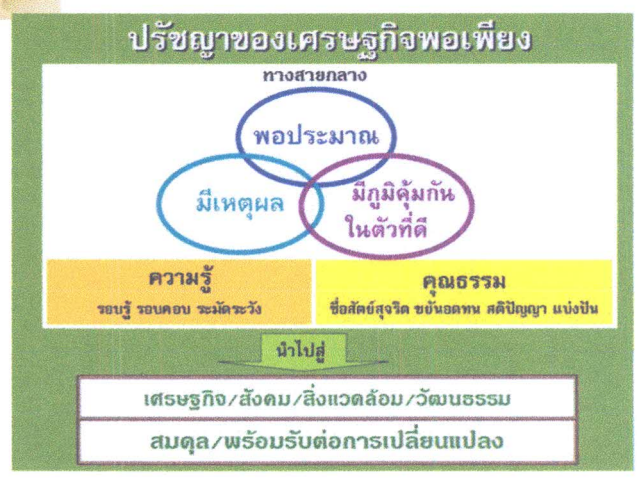 ปรัชญาของเศรษฐกิจพอเพียง
ทางสายกลาง
พอประมาณ
มีเหตุผล
มีภูมิคุ้มกัน
ในตัวที่ดี
ความรู้
รอบรู้ รอบคอบ ระมัดระวัง
คุณธรรม
ซื่อสัตย์สุจริต ขยันอดทน สติปัญญา แบ่งปัน
นำไปสู่
เศรษฐกิจ/สังคม/สิ่งแวดล้อม/วัฒนธรรม
สมดุล/พร้อมรับต่อการเปลี่ยนแปลง